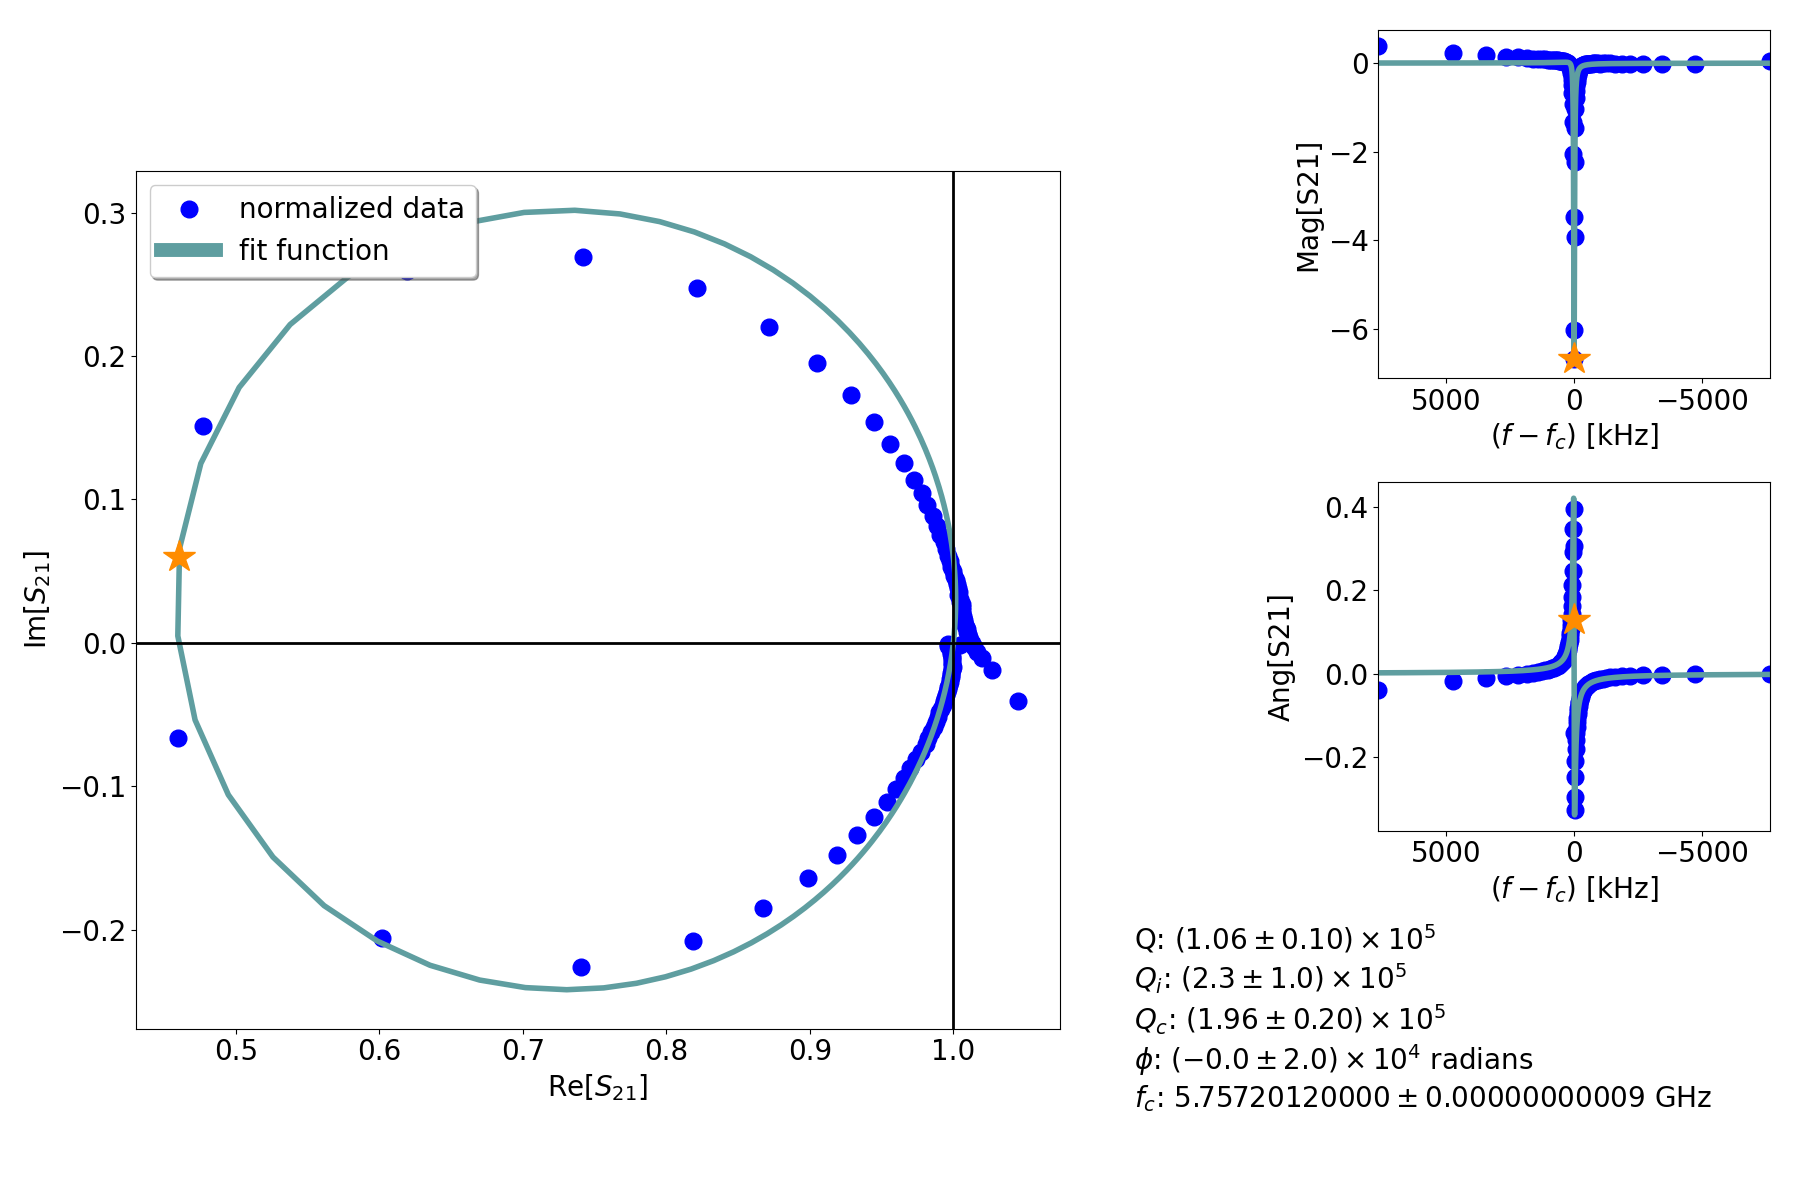 normalized data
fit function
0.3
0.2
0.1
0.0
−0.1
−0.2
Im[S21]
0.5 0.6 0.7 0.8 0.9 1.0
Re[S21]
0
−2
−4
−6
Mag[S21]
5000 0 −5000
(f − fc) [kHz]
0.4
0.2
0.0
−0.2
Ang[S21]
5000 0 −5000
(f − fc) [kHz]
Q: (1.06 ± 0.10) × 10^5
Qi: (2.3 ± 1.0) × 10^5
Qc: (1.96 ± 0.20) × 10^5
ϕ: (−0.0 ± 2.0) × 10^4 radians
fc: 5.75720120000 ± 0.00000000009 GHz